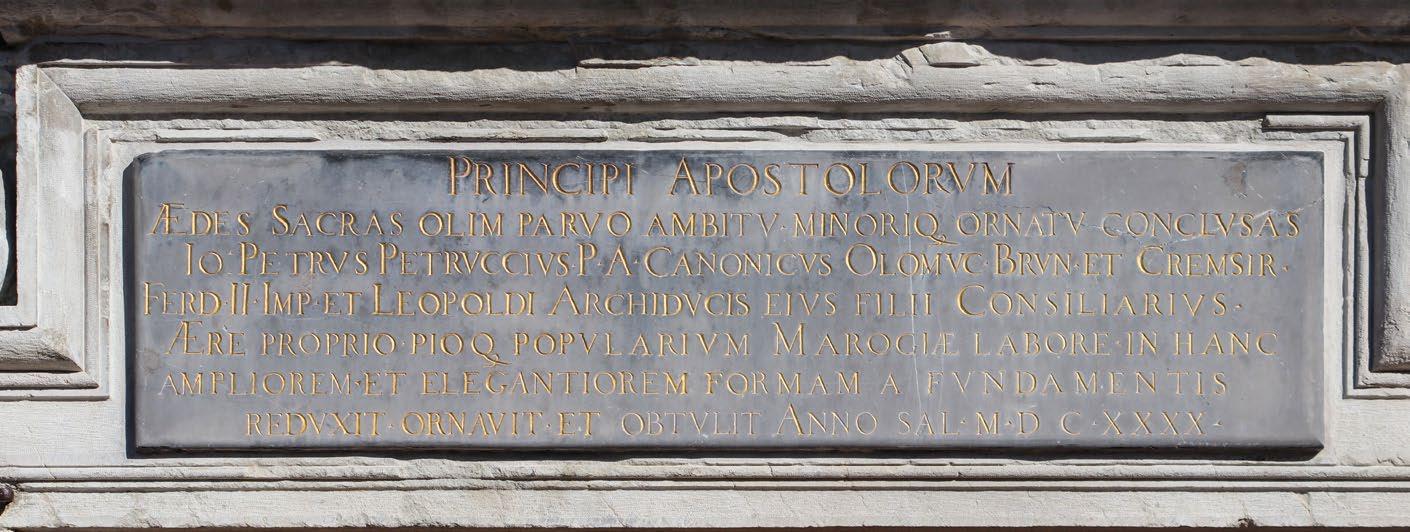 PRINCIPI APOSTOLORVM
ÆDES SACRAS OLIM PARVO AMBITV·MINORIQ ORNATV CONCLVSAS
IO·PETRVS PETRVCCIVS·P·A·CANONICVS OLOMVC·BRVN·ET CREMSIR·
FERD·II·IMP·ET LEOPOLDI ARCHIDVCIS EIVS FILII CONSILIARIVS·
ÆRE PROPRIO·PIOQ POPVLARIVM MAROGIÆ LABORE·IN HANC
AMPLIOREM·ET ELEGANTIOREM FORMAM A FVNDAMENTIS
REDVXIT·ORNAVIT·ET OBTVLIT ANNO SAL·M·D C·XXXX·